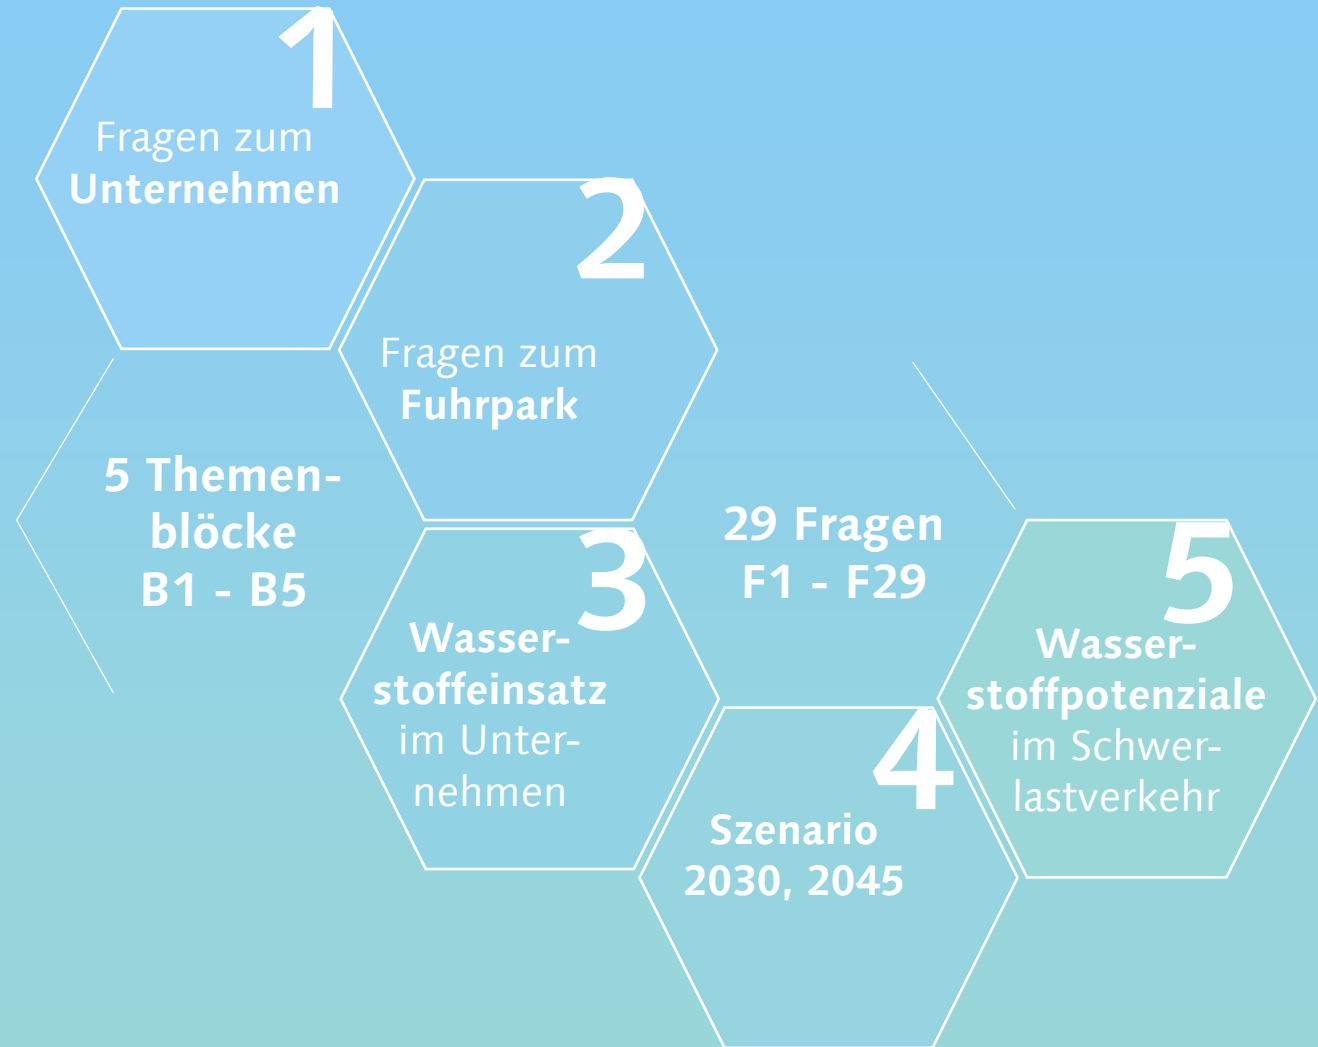 1
Fragen zum
Unternehmen
2
Fragen zum
Fuhrpark
5 Themen-
blöcke
B1 - B5
29 Fragen
F1 - F29
3
Wasser-
stoffeinsatz
im Unter-
nehmen
4
Szenario
2030, 2045
5
Wasser-
stoffpotenziale
im Schwer-
lastverkehr